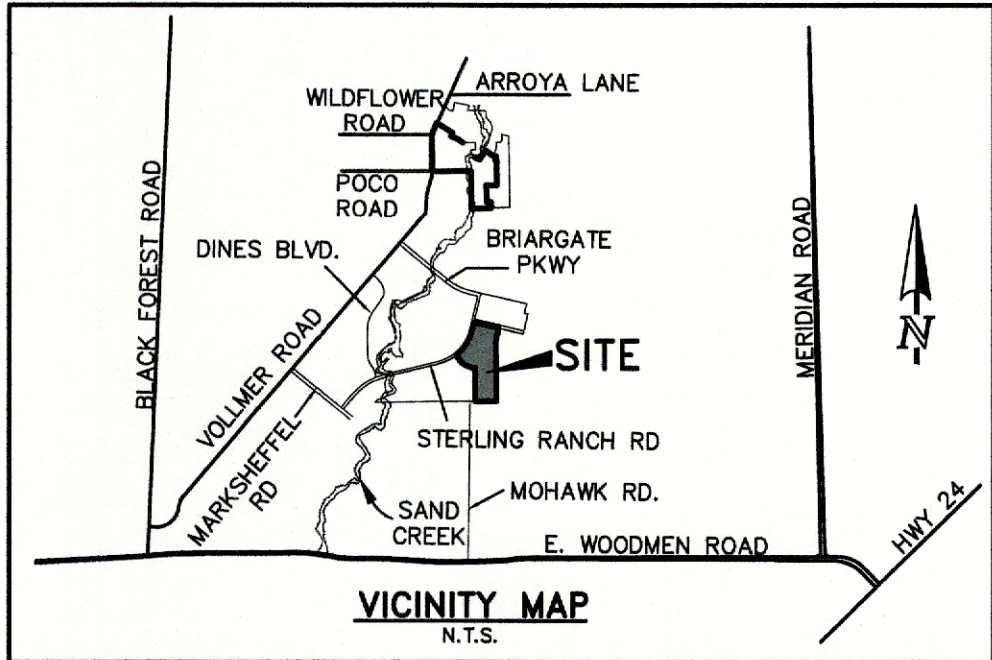 ARROYA LANE
WILDFLOWER
ROAD
POCO
ROAD
BLACK FOREST ROAD
DINES BLVD.
BRIARGATE
PKWY
MERIDIAN ROAD
N
VOLLMER ROAD
SITE
MARKSHEFFEL
RD
STERLING RANCH RD
SAND
CREEK
MOHAWK RD.
E. WOODMEN ROAD
HWY 24
VICINITY MAP
N.T.S.